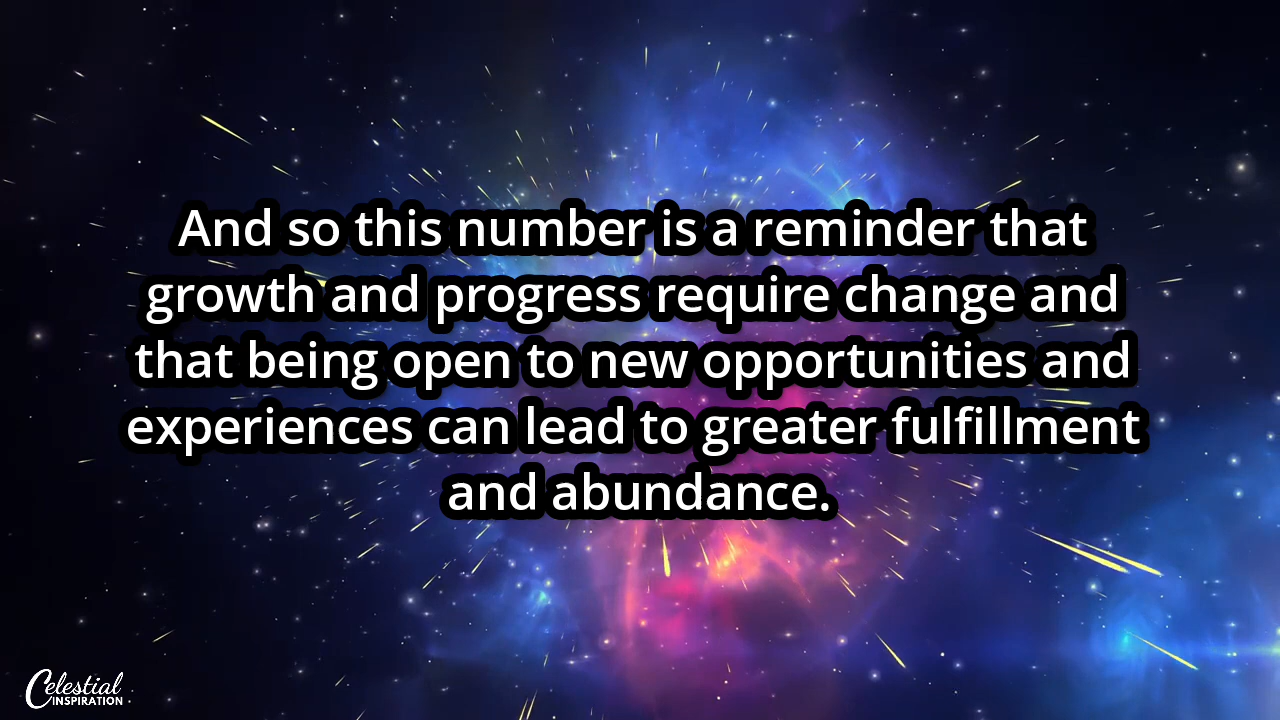 And so this number is a reminder that
growth and progress require change and
that being open to new opportunities and
experiences can lead to greater fulfillment
and abundance.
Celestial
INSPIRATION